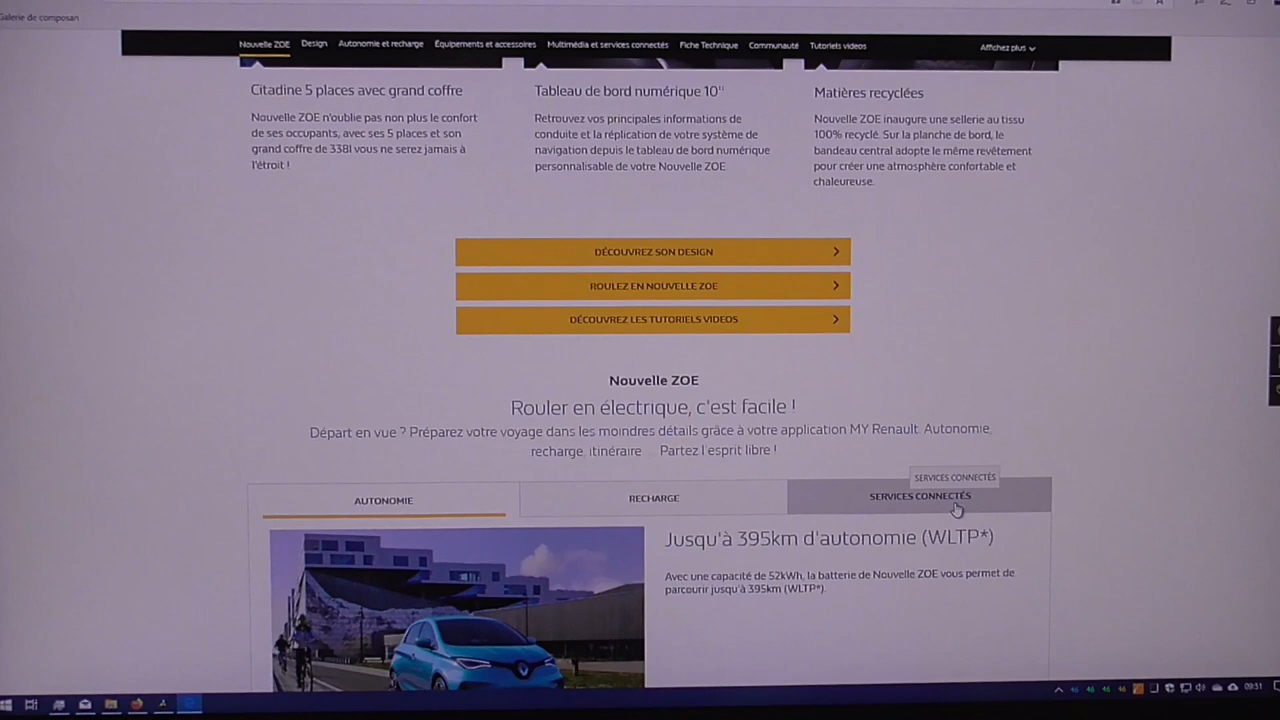 Galerie de composan
Nouvelle ZOE Design Autonomie et recharge Équipements et accessoires Multimédia et services connectés Fiche Technique Communauté Tutoriels videos Affichez plus
Citadine 5 places avec grand coffre
Nouvelle ZOE n'oublie pas non plus le confort
de ses occupants, avec ses 5 places et son
grand coffre de 338l vous ne serez jamais à
l'étroit !
Tableau de bord numérique 10''
Retrouvez vos principales informations de
conduite et la réplication de votre système de
navigation depuis le tableau de bord numérique
personnalisable de votre Nouvelle ZOE
Matières recyclées
Nouvelle ZOE inaugure une sellerie au tissu
100% recyclé. Sur la planche de bord, le
bandeau central adopte le même revêtement
pour créer une atmosphère confortable et
chaleureuse.
DÉCOUVREZ SON DESIGN
ROULEZ EN NOUVELLE ZOE
DÉCOUVREZ LES TUTORIELS VIDEOS
Nouvelle ZOE
Rouler en électrique, c'est facile !
Départ en vue ? Préparez votre voyage dans les moindres détails grâce à votre application MY Renault. Autonomie,
recharge, itinéraire Partez l'esprit libre !
SERVICES CONNECTÉS
AUTONOMIE RECHARGE SERVICES CONNECTÉS
Jusqu'à 395km d'autonomie (WLTP*)
Avec une capacité de 52kWh, la batterie de Nouvelle ZOE vous permet de
parcourir jusqu'à 395km (WLTP*).
09:51